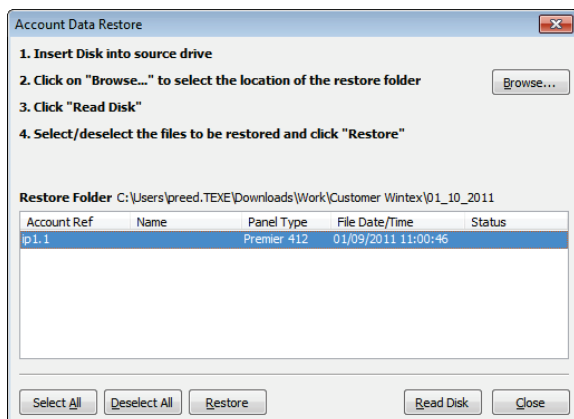 Account Data Restore
1. Insert Disk into source drive
2. Click on "Browse..." to select the location of the restore folder
Browse...
3. Click "Read Disk"
4. Select/deselect the files to be restored and click "Restore"
Restore Folder C:\Users\preed.TEXE\Downloads\Work\Customer Wintex\01_10_2011
Account Ref Name Panel Type File Date/Time Status
ip1.1 Premier 412 01/09/2011 11:00:46
Select All Deselect All Restore Read Disk Close